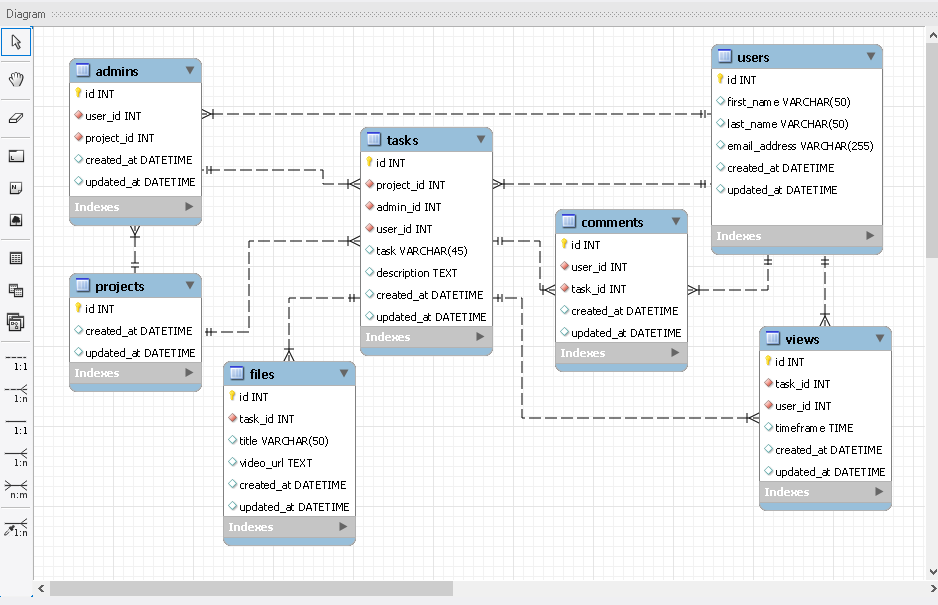 Diagram
admins
id INT
user_id INT
project_id INT
created_at DATETIME
updated_at DATETIME
Indexes
projects
id INT
created_at DATETIME
updated_at DATETIME
Indexes
files
id INT
task_id INT
title VARCHAR(50)
video_url TEXT
created_at DATETIME
updated_at DATETIME
Indexes
tasks
id INT
project_id INT
admin_id INT
user_id INT
task VARCHAR(45)
description TEXT
created_at DATETIME
updated_at DATETIME
Indexes
comments
id INT
user_id INT
task_id INT
created_at DATETIME
updated_at DATETIME
Indexes
users
id INT
first_name VARCHAR(50)
last_name VARCHAR(50)
email_address VARCHAR(255)
created_at DATETIME
updated_at DATETIME
Indexes
views
id INT
task_id INT
user_id INT
timeframe TIME
created_at DATETIME
updated_at DATETIME
Indexes
1:1
1:n
1:1
1:n
n:m
1:n